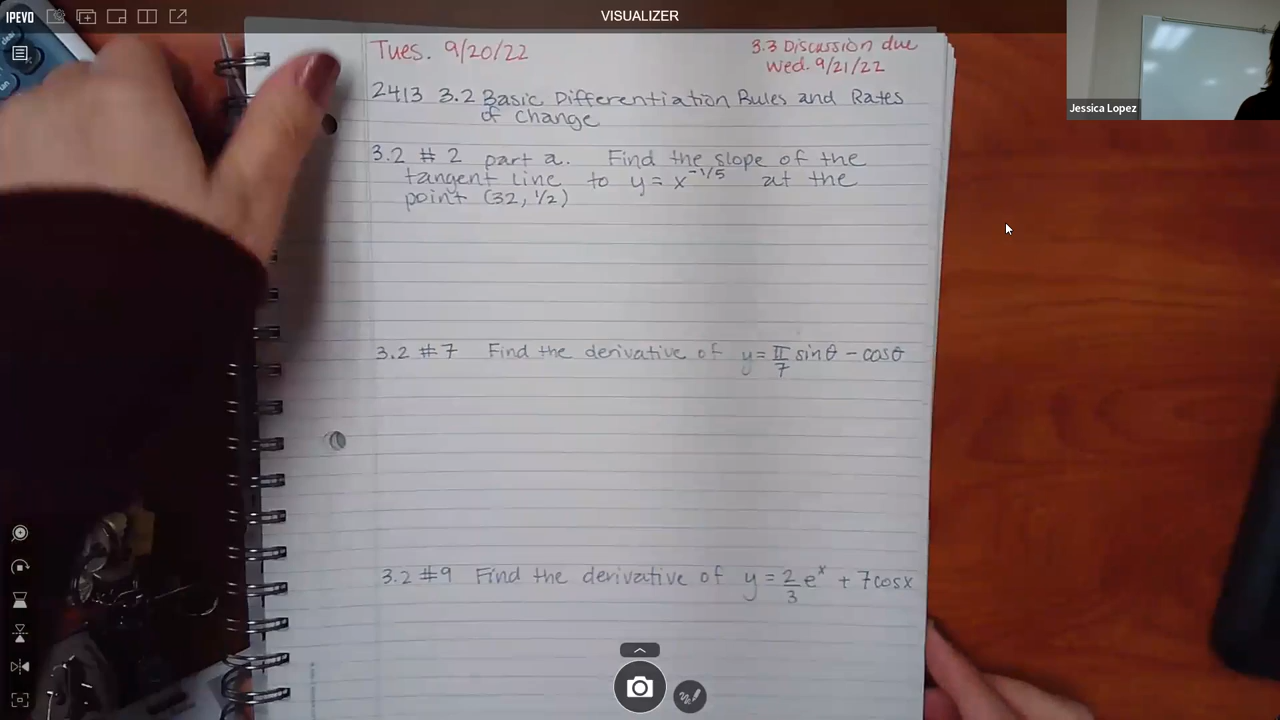 IPEVO
VISUALIZER
Jessica Lopez
Tues. 9/20/22
3.3 Discussion due
Wed. 9/21/22
2413 3.2 Basic Differentiation Rules and Rates
of Change
3.2 # 2 part a. Find the slope of the
tangent line to y = x^-1/5 at the
point (32, 1/2)
3.2 #7 Find the derivative of y = π/7 sinθ - cosθ
3.2 #9 Find the derivative of y = 2/3 e^x + 7cosx